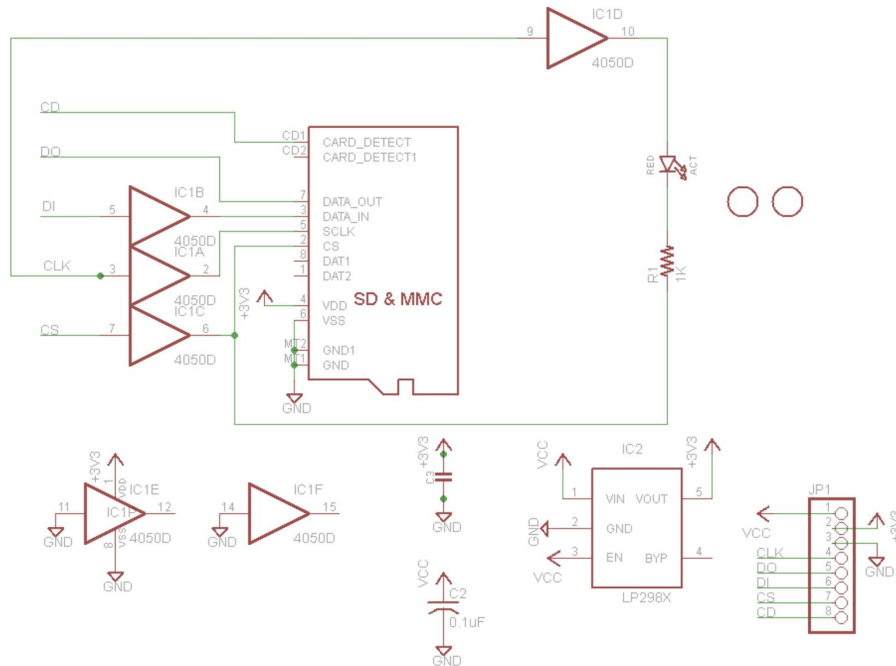 IC1D
9
10
4050D
CD
CD1
CARD_DETECT
CD2
CARD_DETECT1
DO
RED
ACT
IC1B
7
DATA_OUT
DI
5
4
3
DATA_IN
4050D
5
SCLK
IC1A
2
CS
CLK
3
2
8
DAT1
1
DAT2
R1
1K
4050D
+3V3
4
VDD
SD & MMC
IC1C
6
VSS
CS
7
6
MT2
GND1
4050D
MT1
GND
GND
+3V3
1
VDD
IC1E
11
12
IC1P
4050D
GND
8
VSS
GND
IC1F
14
15
4050D
GND
+3V3
C3
GND
VCC
C2
0.1uF
GND
IC2
VCC
+3V3
1
VIN
VOUT
5
GND
2
GND
3
EN
BYP
4
VCC
LP298X
JP1
1
VCC
2
+3V3
3
GND
CLK
4
DO
5
DI
6
CS
7
CD
8